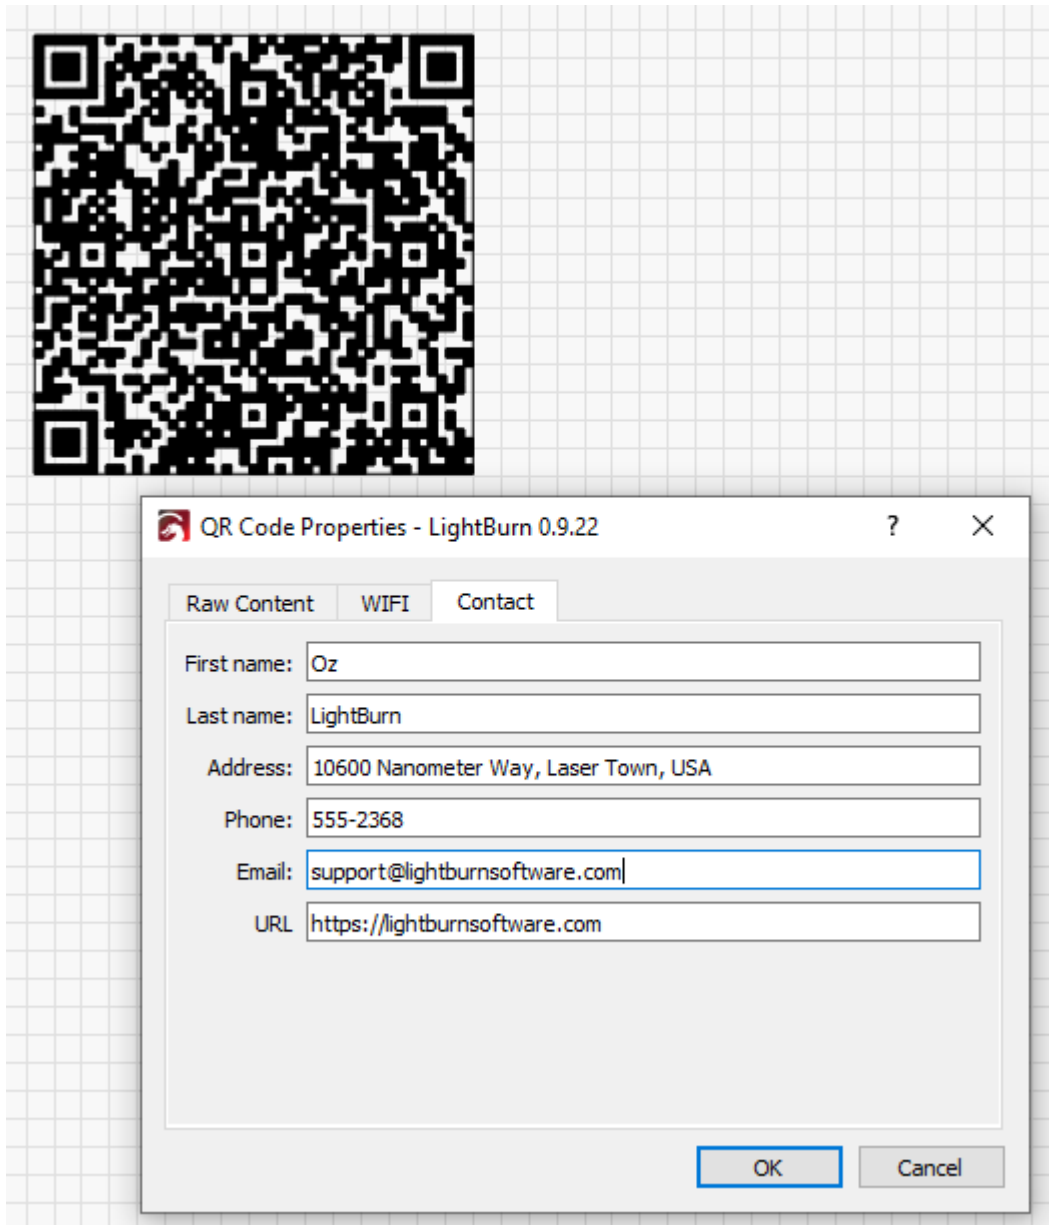 QR Code Properties - LightBurn 0.9.22 ?
Raw Content WIFI Contact
First name: Oz
Last name: LightBurn
Address: 10600 Nanometer Way, Laser Town, USA
Phone: 555-2368
Email: support@lightburnsoftware.com
URL https://lightburnsoftware.com
OK Cancel